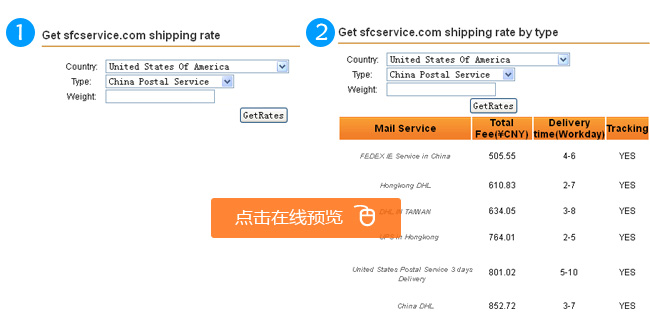 1
Get sfcservice.com shipping rate
Country: United States Of America
Type: China Postal Service
Weight:
GetRates
2
Get sfcservice.com shipping rate by type
Country: United States Of America
Type: China Postal Service
Weight:
GetRates
Mail Service Total Fee(¥CNY) Delivery time(Workday) Tracking
FEDEX IE Service in China 505.55 4-6 YES
Hongkong DHL 610.83 2-7 YES
DHL IN TAIWAN 634.05 3-8 YES
点击在线预览
UPS in Hongkong 764.01 2-5 YES
United States Postal Service 3 days
Delivery 801.02 5-10 YES
China DHL 852.72 3-7 YES